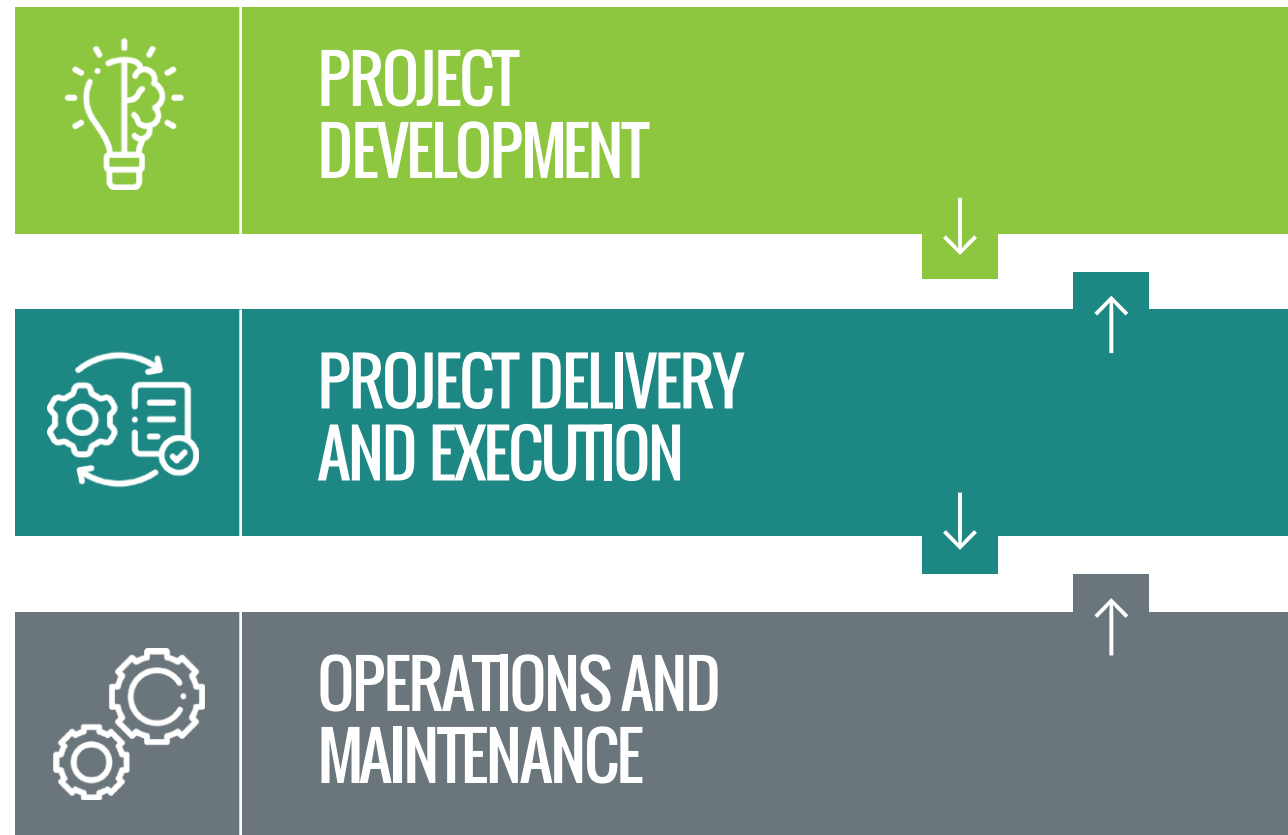 PROJECT
DEVELOPMENT
PROJECT DELIVERY
AND EXECUTION
OPERATIONS AND
MAINTENANCE